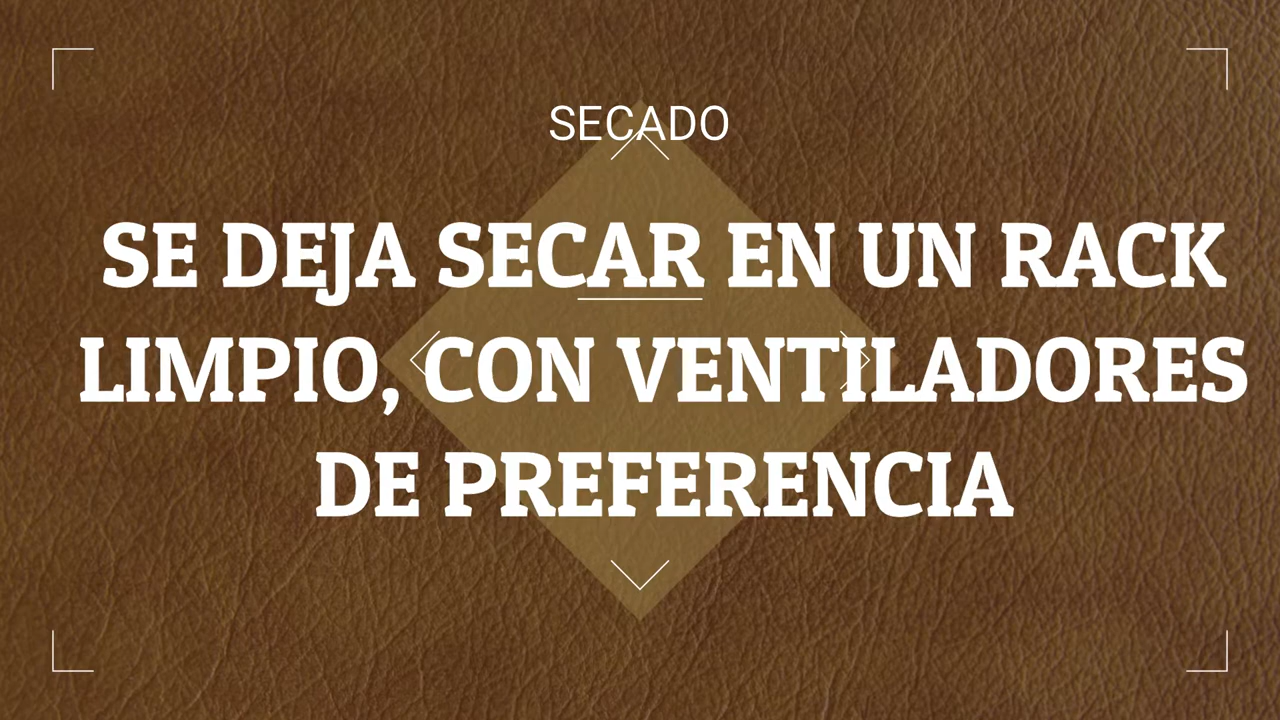 SECADO
SE DEJA SECAR EN UN RACK
LIMPIO, CON VENTILADORES
DE PREFERENCIA